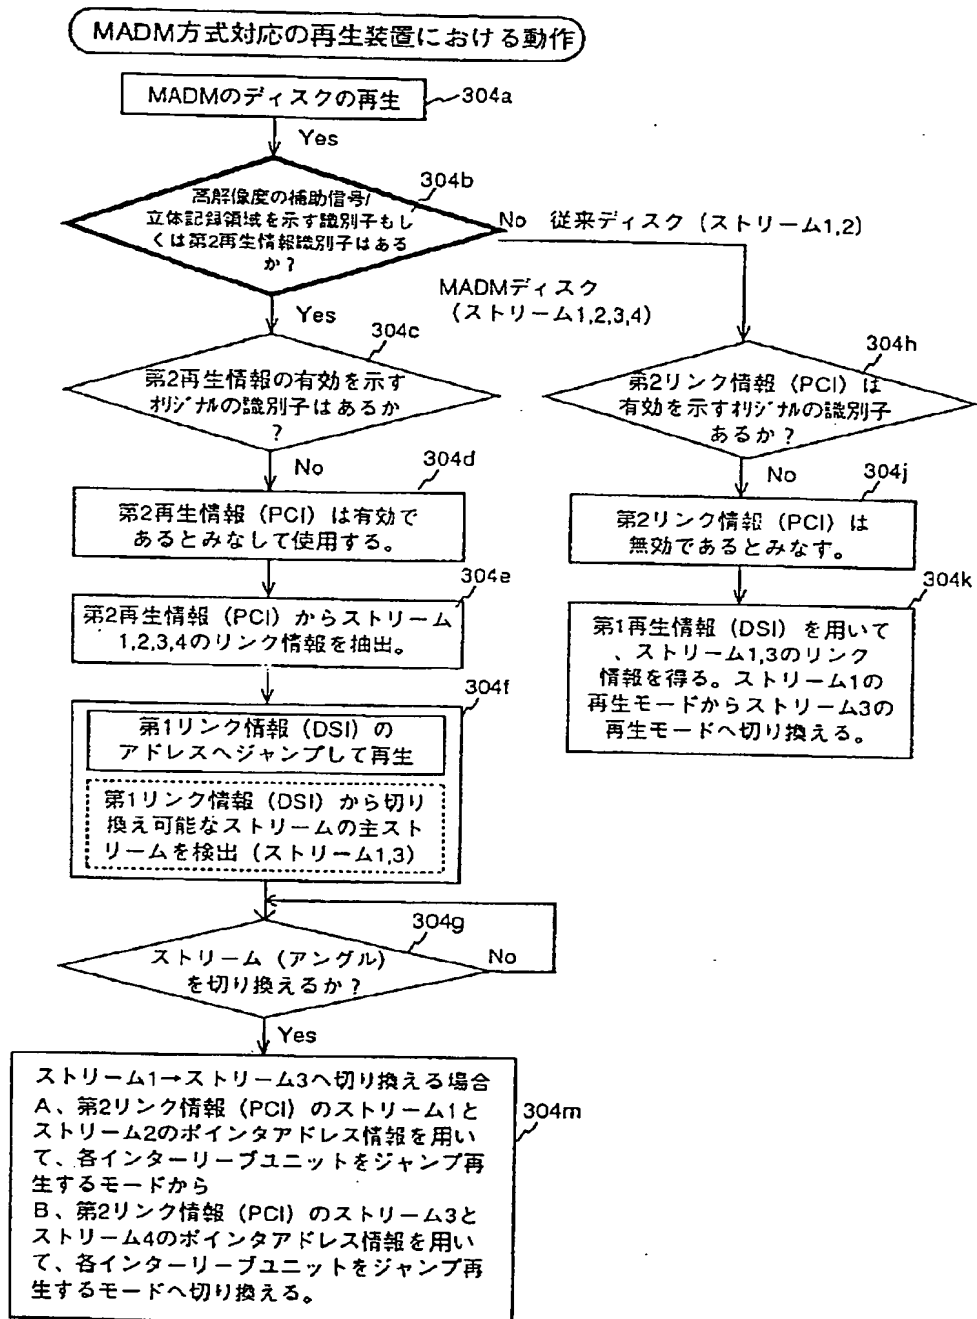 MADM方式対応の再生装置における動作
MADMのディスクの再生
304a
Yes
高解像度の補助信号/
立体記録領域を示す識別子もし
くは第2再生情報識別子はある
か?
304b
No 従来ディスク (ストリーム1,2)
Yes
MADMディスク
(ストリーム1,2,3,4)
304c
第2再生情報の有効を示す
オリジナルの識別子はあるか
?
304h
第2リンク情報 (PCI) は
有効を示すオリジナルの識別子
あるか?
No
304d
第2再生情報 (PCI) は有効で
あるとみなして使用する。
No
304j
第2リンク情報 (PCI) は
無効であるとみなす。
304e
第2再生情報 (PCI) からストリーム
1,2,3,4のリンク情報を抽出。
304k
第1再生情報 (DSI) を用いて
、ストリーム1,3のリンク
情報を得る。ストリーム1の
再生モードからストリーム3の
再生モードへ切り換える。
304f
第1リンク情報 (DSI) の
アドレスへジャンプして再生
第1リンク情報 (DSI) から切り
換え可能なストリームの主スト
リームを検出 (ストリーム1,3)
304g
ストリーム (アングル)
を切り換えるか?
No
Yes
ストリーム1→ストリーム3へ切り換える場合
A、第2リンク情報 (PCI) のストリーム1と
ストリーム2のポインタアドレス情報を用い
て、各インターリーブユニットをジャンプ再
生するモードから
B、第2リンク情報 (PCI) のストリーム3と
ストリーム4のポインタアドレス情報を用い
て、各インターリーブユニットをジャンプ再
生するモードへ切り換える。
304m